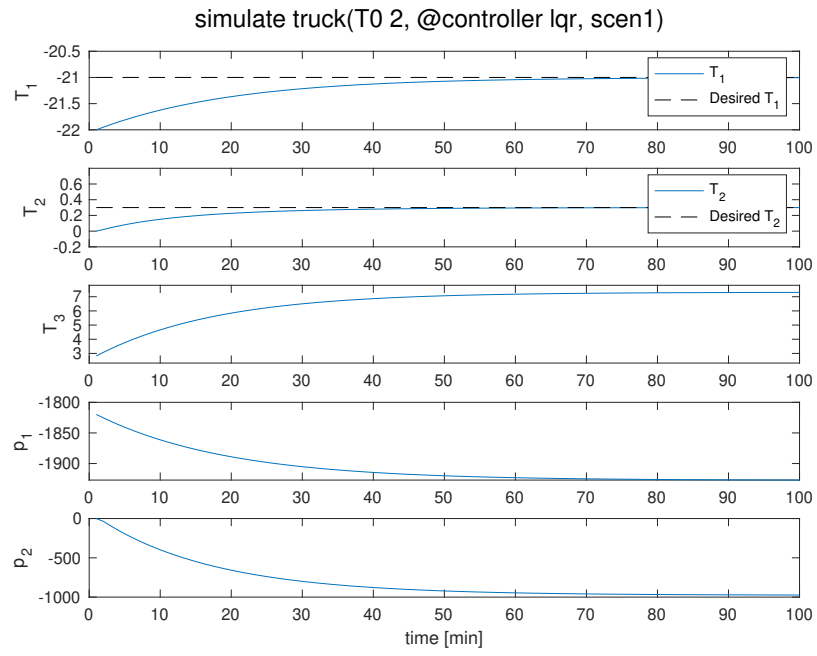 simulate truck(T0 2, @controller lqr, scen1)
-20.5
-21
-21.5
-22
T1
T1
Desired T1
0 10 20 30 40 50 60 70 80 90 100
0.6
0.4
0.2
0
-0.2
T2
T2
Desired T2
0 10 20 30 40 50 60 70 80 90 100
7
6
5
4
3
T3
0 10 20 30 40 50 60 70 80 90 100
-1800
-1850
-1900
p1
0 10 20 30 40 50 60 70 80 90 100
0
-500
-1000
p2
0 10 20 30 40 50 60 70 80 90 100
time [min]